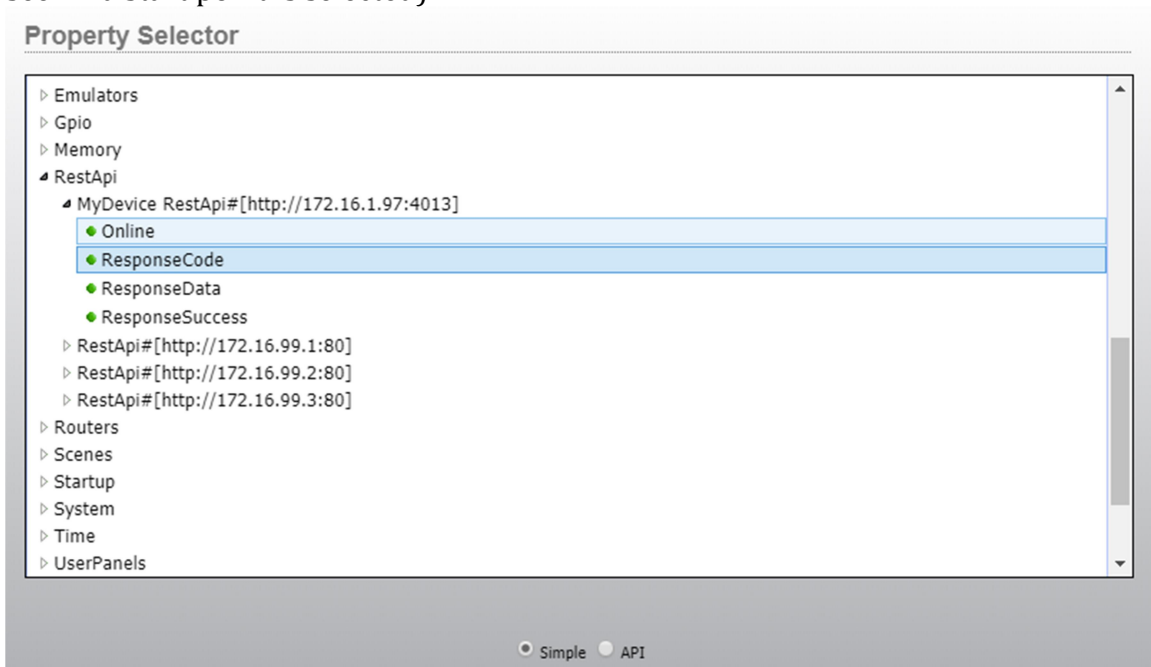 Property Selector
Emulators
Gpio
Memory
RestApi
MyDevice RestApi#[http://172.16.1.97:4013]
Online
ResponseCode
ResponseData
ResponseSuccess
RestApi#[http://172.16.99.1:80]
RestApi#[http://172.16.99.2:80]
RestApi#[http://172.16.99.3:80]
Routers
Scenes
Startup
System
Time
UserPanels
Simple API